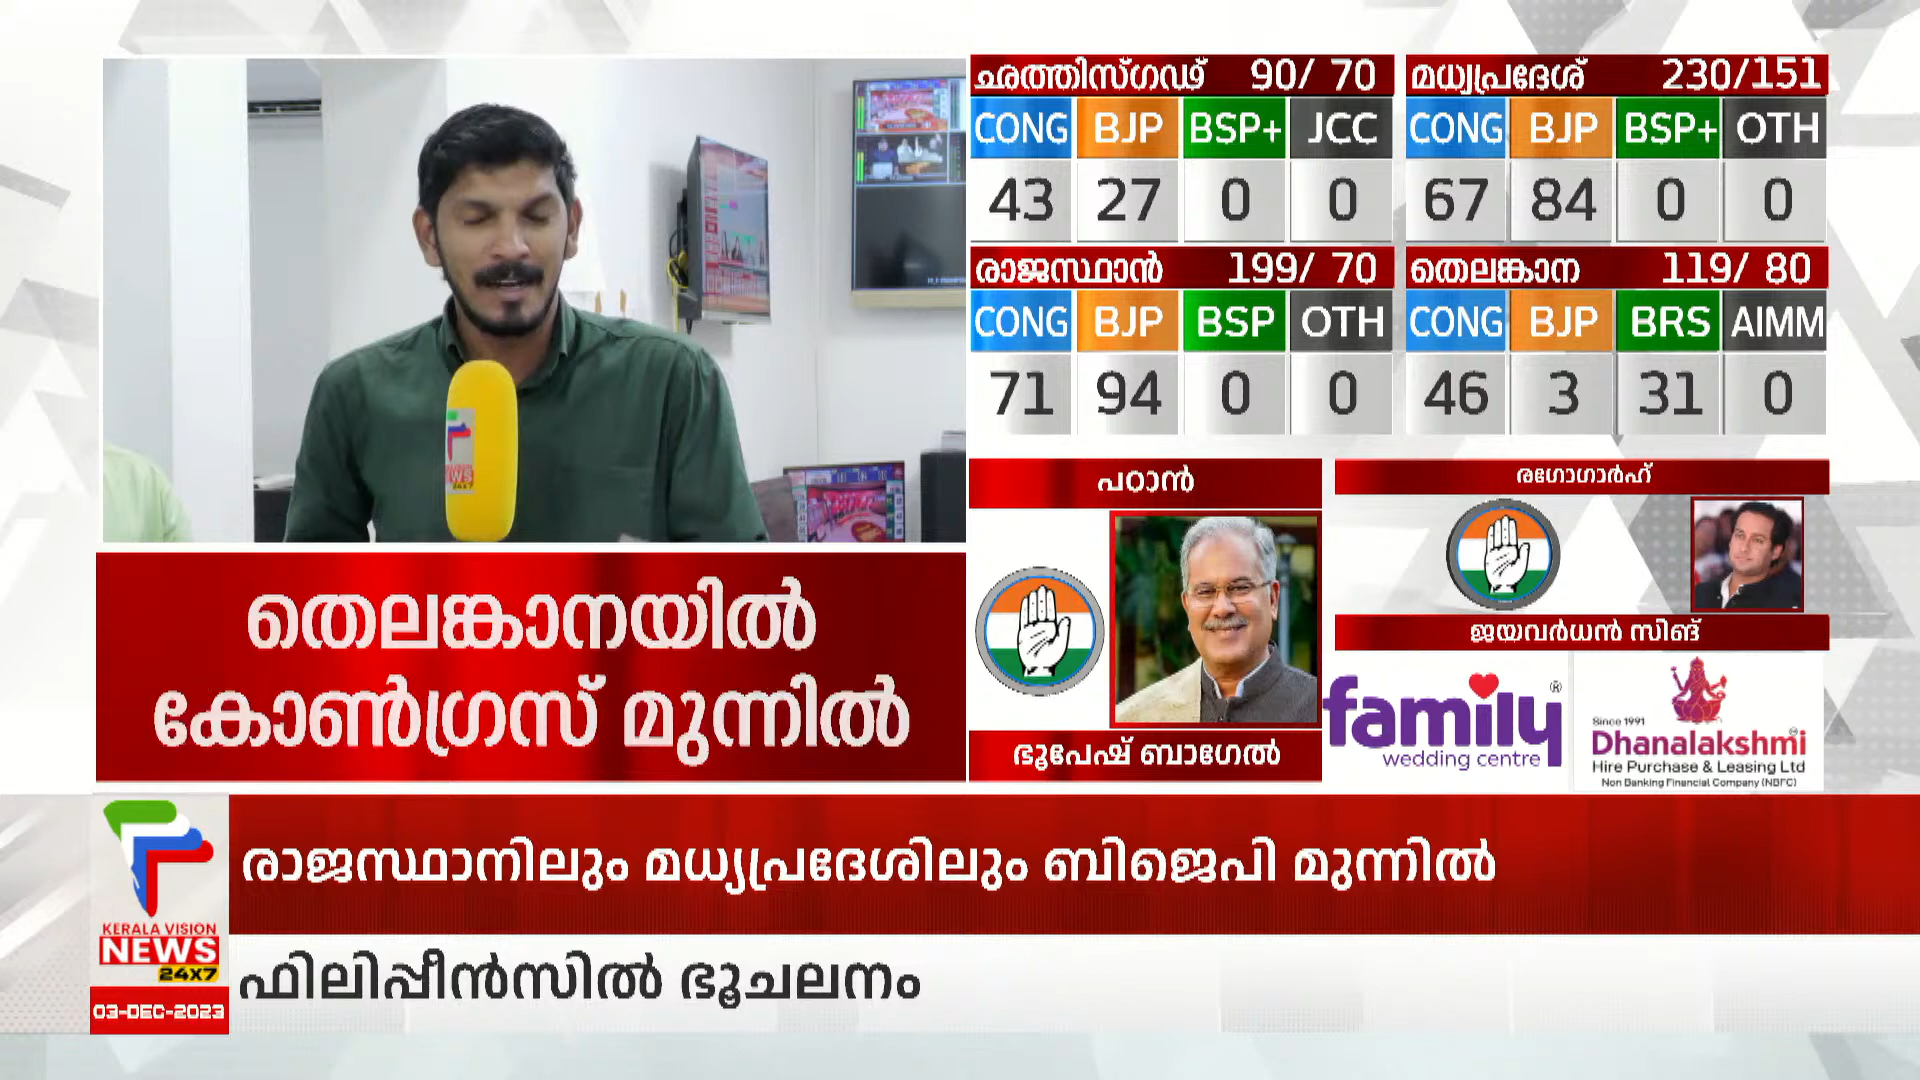 ഛത്തിസ്ഗഢ് 90/ 70
CONG BJP BSP+ JCC
43 27 0 0
മധ്യപ്രദേശ് 230/151
CONG BJP BSP+ OTH
67 84 0 0
രാജസ്ഥാൻ 199/ 70
CONG BJP BSP OTH
71 94 0 0
തെലങ്കാന 119/ 80
CONG BJP BRS AIMM
46 3 31 0
പഠാൻ
ഭൂപേഷ് ബാഗേൽ
രഗോഗാർഹ്
ജയവർധൻ സിങ്
family
wedding centre
Since 1991
Dhanalakshmi
Hire Purchase & Leasing Ltd
Non Banking Financial Company (NBFC)
തെലങ്കാനയിൽ
കോൺഗ്രസ് മുന്നിൽ
രാജസ്ഥാനിലും മധ്യപ്രദേശിലും ബിജെപി മുന്നിൽ
ഫിലിപ്പീൻസിൽ ഭൂചലനം
KERALA VISION
NEWS
24x7
03-DEC-2023